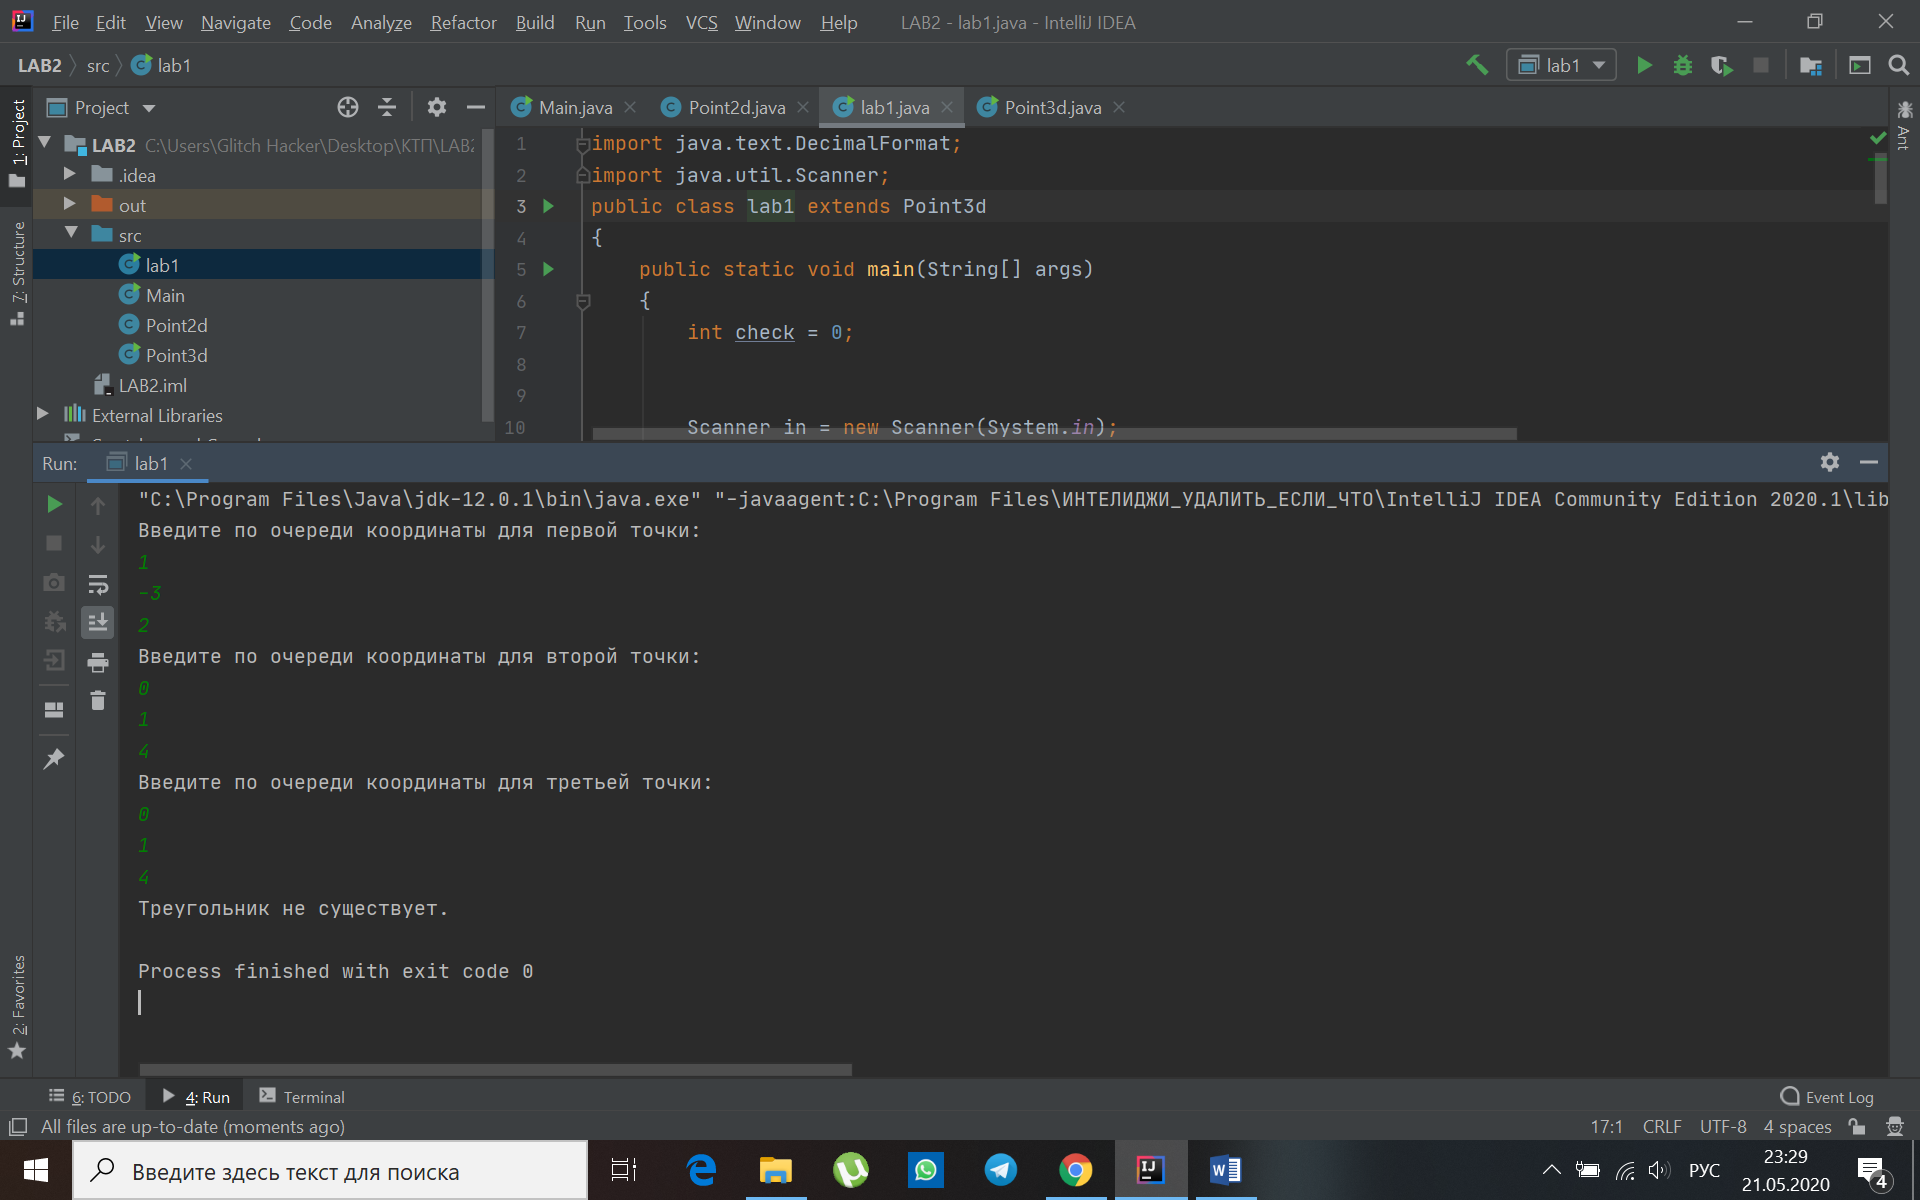 File Edit View Navigate Code Analyze Refactor Build Run Tools VCS Window Help LAB2 - lab1.java - IntelliJ IDEA
LAB2 src lab1 lab1
Project Main.java Point2d.java lab1.java Point3d.java
1: Project
7: Structure
2: Favorites
Ant
LAB2 C:\Users\Glitch Hacker\Desktop\КТП\LAB2
.idea
out
src
lab1
Main
Point2d
Point3d
LAB2.iml
External Libraries
1 import java.text.DecimalFormat;
2 import java.util.Scanner;
3 public class lab1 extends Point3d
4 {
5 public static void main(String[] args)
6 {
7 int check = 0;
8
9
10 Scanner in = new Scanner(System.in);
Run: lab1
"C:\Program Files\Java\jdk-12.0.1\bin\java.exe" "-javaagent:C:\Program Files\ИНТЕЛИДЖИ_УДАЛИТЬ_ЕСЛИ_ЧТО\IntelliJ IDEA Community Edition 2020.1\lib
Введите по очереди координаты для первой точки:
1
-3
2
Введите по очереди координаты для второй точки:
0
1
4
Введите по очереди координаты для третьей точки:
0
1
4
Треугольник не существует.
Process finished with exit code 0
6: TODO 4: Run Terminal Event Log
All files are up-to-date (moments ago) 17:1 CRLF UTF-8 4 spaces
Введите здесь текст для поиска
РУС
23:29
21.05.2020
4